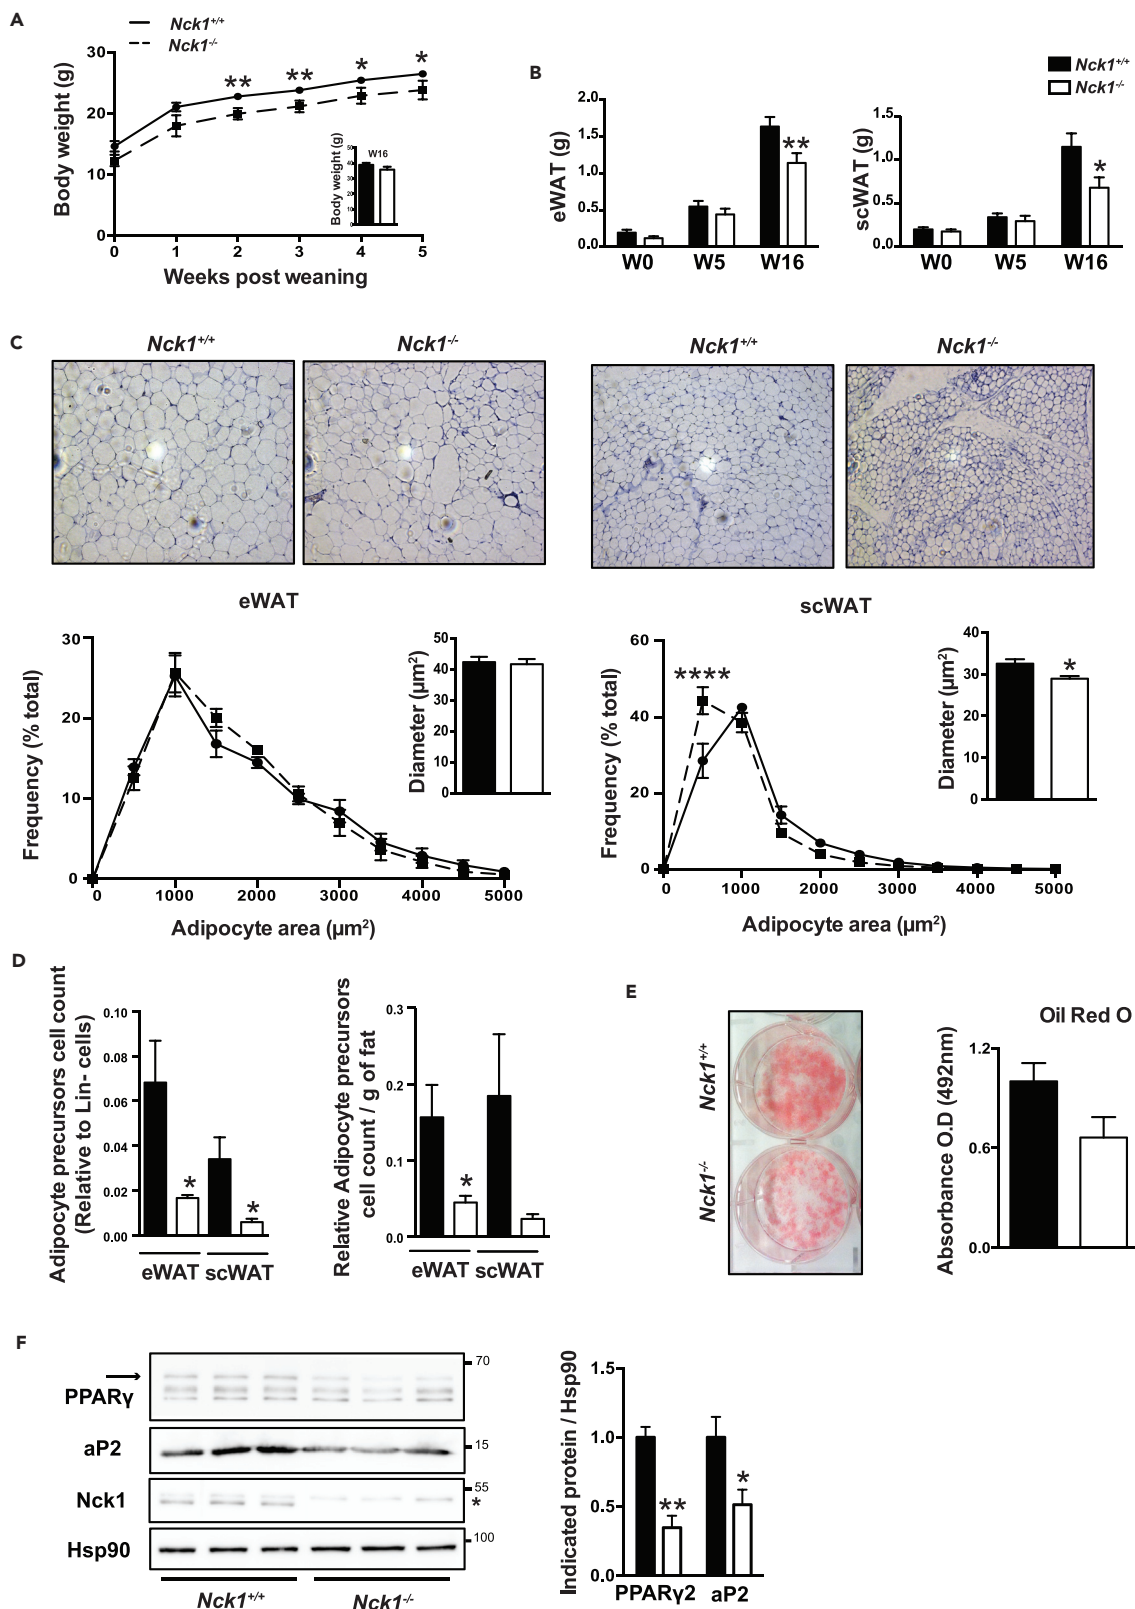 A
Nck1+/+
Nck1-/-
Body weight (g)
30
20
10
0
** ** * *
Body weight (g)
50
40
30
20
10
0
W16
0 1 2 3 4 5
Weeks post weaning
B
Nck1+/+
Nck1-/-
eWAT (g)
2.0
1.5
1.0
0.5
0.0
**
W0 W5 W16
scWAT (g)
1.5
1.0
0.5
0.0
*
W0 W5 W16
C
Nck1+/+ Nck1-/- Nck1+/+ Nck1-/-
eWAT
Frequency (% total)
30
20
10
0
0 1000 2000 3000 4000 5000
Adipocyte area (µm²)
Diameter (µm²)
50
40
30
20
10
0
scWAT
Frequency (% total)
60
40
20
0
****
0 1000 2000 3000 4000 5000
Adipocyte area (µm²)
Diameter (µm²)
40
30
20
10
0
*
D
Adipocyte precursors cell count
(Relative to Lin- cells)
0.10
0.08
0.06
0.04
0.02
0.00
* *
eWAT scWAT
Relative Adipocyte precursors
cell count / g of fat
0.3
0.2
0.1
0.0
*
eWAT scWAT
E
Nck1+/+
Nck1-/-
Oil Red O
Absorbance O.D (492nm)
1.2
0.6
0.0
F
PPARγ
70
aP2
15
Nck1
55
*
Hsp90
100
Nck1+/+ Nck1-/-
Indicated protein / Hsp90
1.5
1.0
0.5
0.0
** *
PPARγ2 aP2